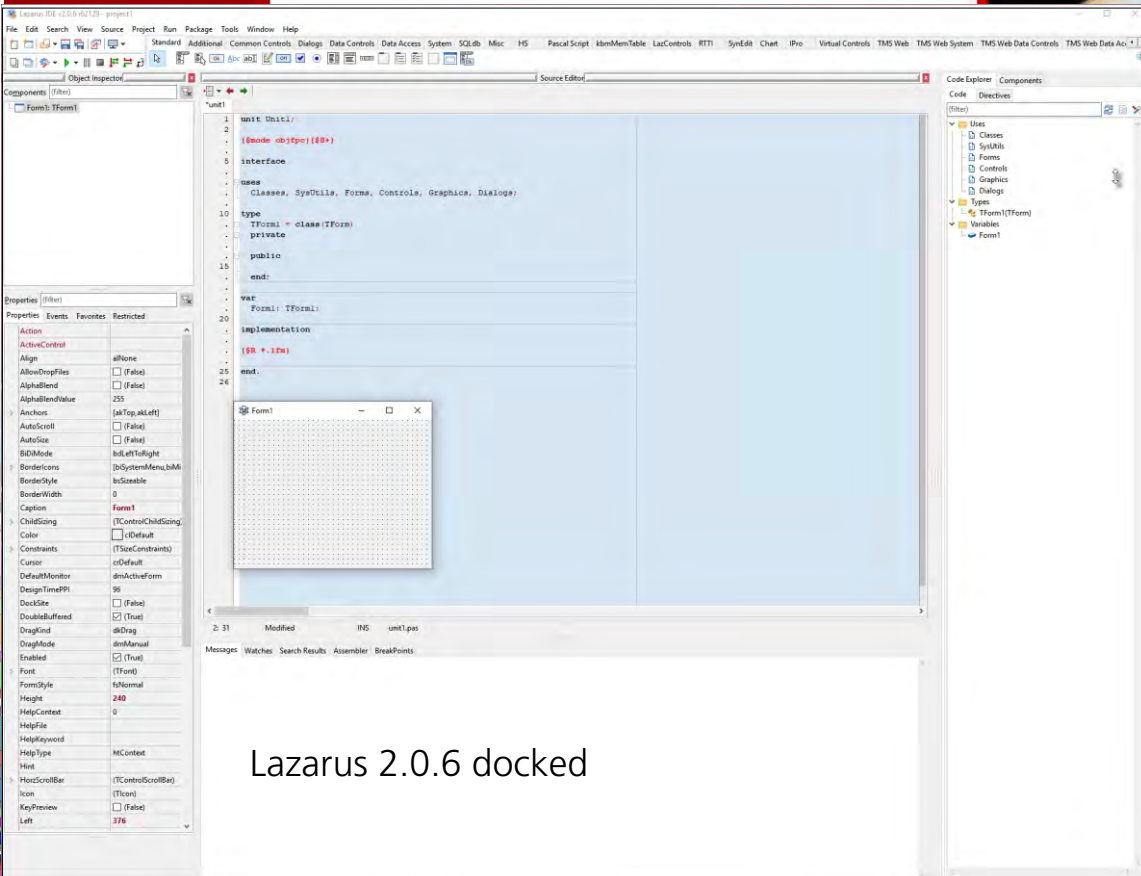 Lazarus IDE v2.0.6 r62129 - project1
File Edit Search View Source Project Run Package Tools Window Help
Standard Additional Common Controls Dialogs Data Controls Data Access System SQLdb Misc HS Pascal Script kbmMemTable LazControls RTTI SynEdit Chart IPro Virtual Controls TMS Web TMS Web System TMS Web Data Controls TMS Web Data Acc
Object Inspector
Components (filter)
Form1: TForm1
Properties (filter)
Properties Events Favorites Restricted
Action
ActiveControl
Align alNone
AllowDropFiles (False)
AlphaBlend (False)
AlphaBlendValue 255
Anchors [akTop,akLeft]
AutoScroll (False)
AutoSize (False)
BiDiMode bdLeftToRight
BorderIcons [biSystemMenu,biMi
BorderStyle bsSizeable
BorderWidth 0
Caption Form1
ChildSizing (TControlChildSizing)
Color clDefault
Constraints (TSizeConstraints)
Cursor crDefault
DefaultMonitor dmActiveForm
DesignTimePPI 96
DockSite (False)
DoubleBuffered (True)
DragKind dkDrag
DragMode dmManual
Enabled (True)
Font (TFont)
FormStyle fsNormal
Height 240
HelpContext 0
HelpFile
HelpKeyword
HelpType htContext
Hint
HorzScrollBar (TControlScrollBar)
Icon (TIcon)
KeyPreview (False)
Left 376
Source Editor
*unit1
1 unit Unit1;
2
. {$mode objfpc}{$H+}
.
5 interface
.
. uses
. Classes, SysUtils, Forms, Controls, Graphics, Dialogs;
.
10 type
. TForm1 = class(TForm)
. private
.
. public
15
. end;
.
. var
. Form1: TForm1;
20
. implementation
.
. {$R *.lfm}
.
25 end.
26
Form1
2: 31 Modified INS unit1.pas
Messages Watches Search Results Assembler BreakPoints
Lazarus 2.0.6 docked
Code Explorer Components
Code Directives
(filter)
Uses
Classes
SysUtils
Forms
Controls
Graphics
Dialogs
Types
TForm1(TForm)
Variables
Form1